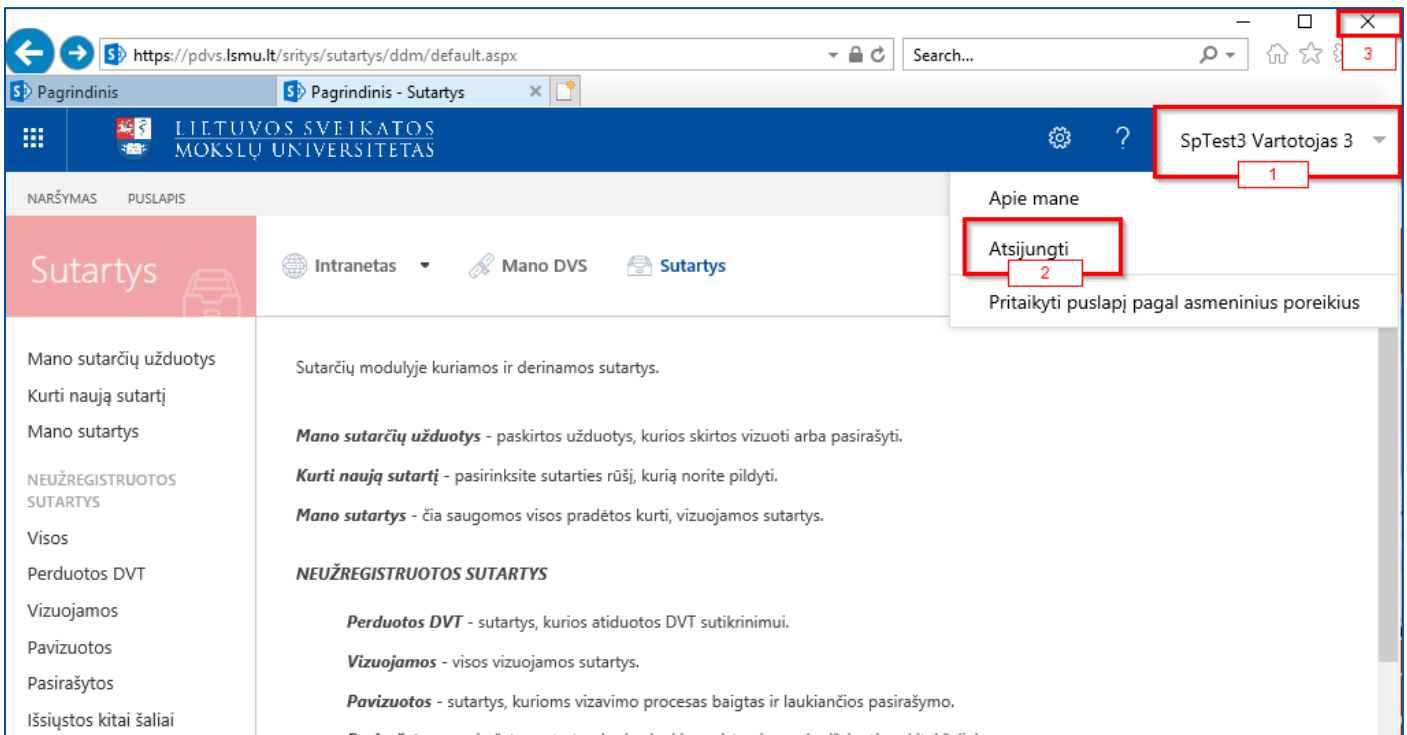 https://pdvs.lsmu.lt/sritys/sutartys/ddm/default.aspx
Search...
3
Pagrindinis
Pagrindinis - Sutartys
LIETUVOS SVEIKATOS
MOKSLŲ UNIVERSITETAS
?
SpTest3 Vartotojas 3
1
NARŠYMAS PUSLAPIS
Apie mane
Atsijungti
2
Pritaikyti puslapį pagal asmeninius poreikius
Sutartys
Intranetas
Mano DVS
Sutartys
Mano sutarčių užduotys
Kurti naują sutartį
Mano sutartys
NEUŽREGISTRUOTOS
SUTARTYS
Visos
Perduotos DVT
Vizuojamos
Pavizuotos
Pasirašytos
Išsiųstos kitai šaliai
Sutarčių modulyje kuriamos ir derinamos sutartys.
Mano sutarčių užduotys - paskirtos užduotys, kurios skirtos vizuoti arba pasirašyti.
Kurti naują sutartį - pasirinksite sutarties rūšį, kurią norite pildyti.
Mano sutartys - čia saugomos visos pradėtos kurti, vizuojamos sutartys.
NEUŽREGISTRUOTOS SUTARTYS
Perduotos DVT - sutartys, kurios atiduotos DVT sutikrinimui.
Vizuojamos - visos vizuojamos sutartys.
Pavizuotos - sutartys, kurioms vizavimo procesas baigtas ir laukiančios pasirašymo.